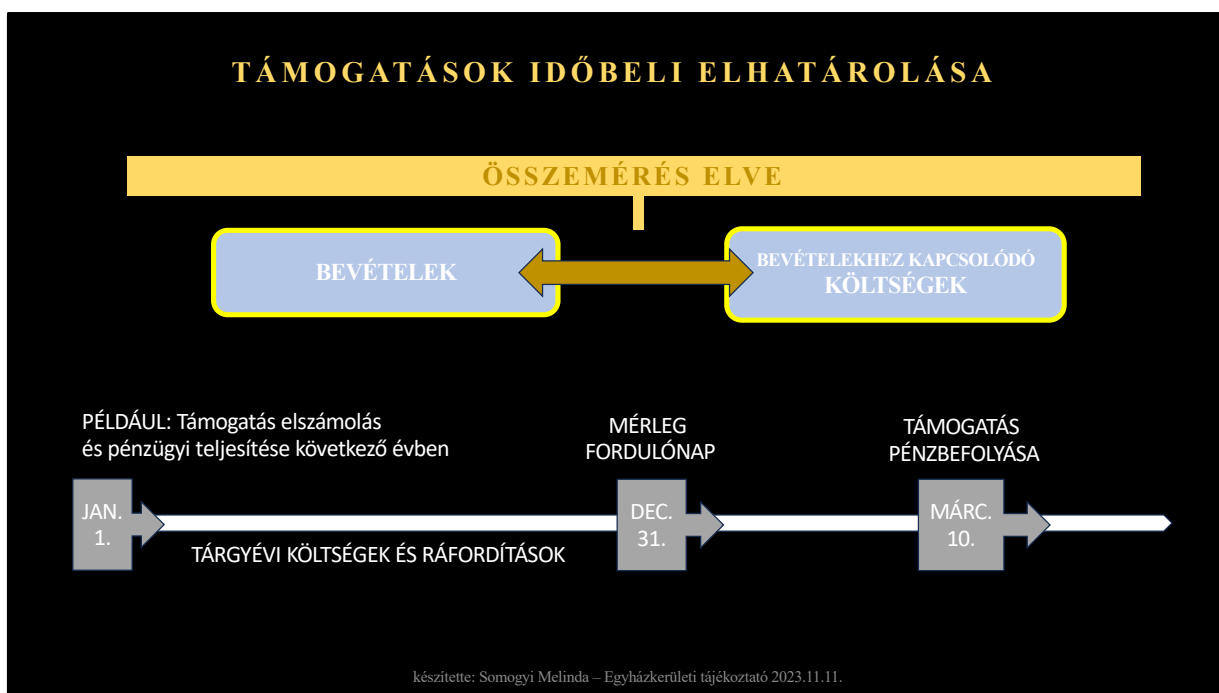 TÁMOGATÁSOK IDŐBELI ELHATÁROLÁSA
ÖSSZEMÉRÉS ELVE
BEVÉTELEK
BEVÉTELEKHEZ KAPCSOLÓDÓ
KÖLTSÉGEK
PÉLDÁUL: Támogatás elszámolás
és pénzügyi teljesítése következő évben
MÉRLEG
FORDULÓNAP
TÁMOGATÁS
PÉNZBEFOLYÁSA
JAN.
1.
DEC.
31.
MÁRC.
10.
TÁRGYÉVI KÖLTSÉGEK ÉS RÁFORDÍTÁSOK
készítette: Somogyi Melinda – Egyházkerületi tájékoztató 2023.11.11.